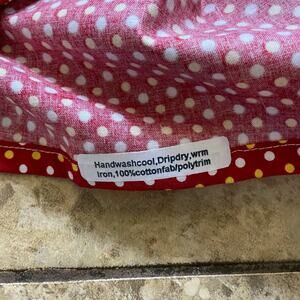 Handwashcool,Dripdry,wrm
iron,100%cottonfab/polytrim